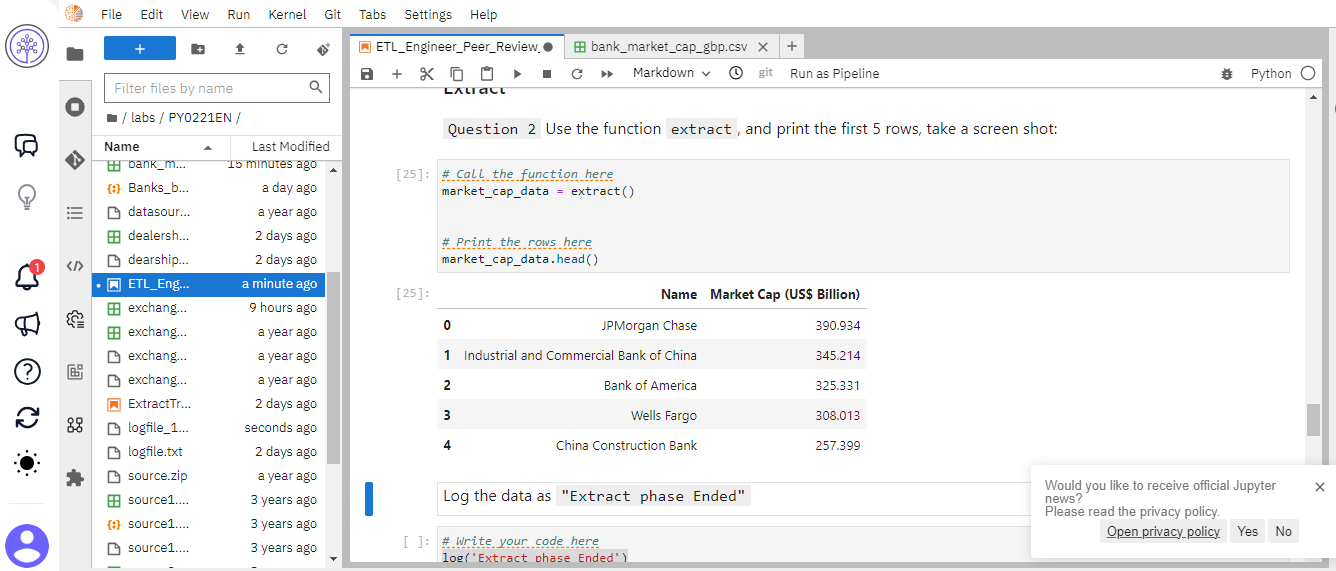 File Edit View Run Kernel Git Tabs Settings Help
ETL_Engineer_Peer_Review_
bank_market_cap_gbp.csv
Filter files by name
/ labs / PY0221EN /
Name Last Modified
bank_m... 15 minutes ago
Banks_b... a day ago
datasour... a year ago
dealersh... 2 days ago
dearship... 2 days ago
ETL_Eng... a minute ago
exchang... 9 hours ago
exchang... a year ago
exchang... a year ago
exchang... a year ago
ExtractTr... 2 days ago
logfile_1... seconds ago
logfile.txt 2 days ago
source.zip a year ago
source1.... 3 years ago
source1.... 3 years ago
source1.... 3 years ago
1
Markdown
git
Run as Pipeline
Python
Extract
Question 2 Use the function extract, and print the first 5 rows, take a screen shot:
[25]:
# Call the function here
market_cap_data = extract()
# Print the rows here
market_cap_data.head()
[25]:
Name Market Cap (US$ Billion)
0 JPMorgan Chase 390.934
1 Industrial and Commercial Bank of China 345.214
2 Bank of America 325.331
3 Wells Fargo 308.013
4 China Construction Bank 257.399
Log the data as "Extract phase Ended"
[ ]:
# Write your code here
log('Extract phase Ended')
Would you like to receive official Jupyter
news?
Please read the privacy policy.
Open privacy policy Yes No